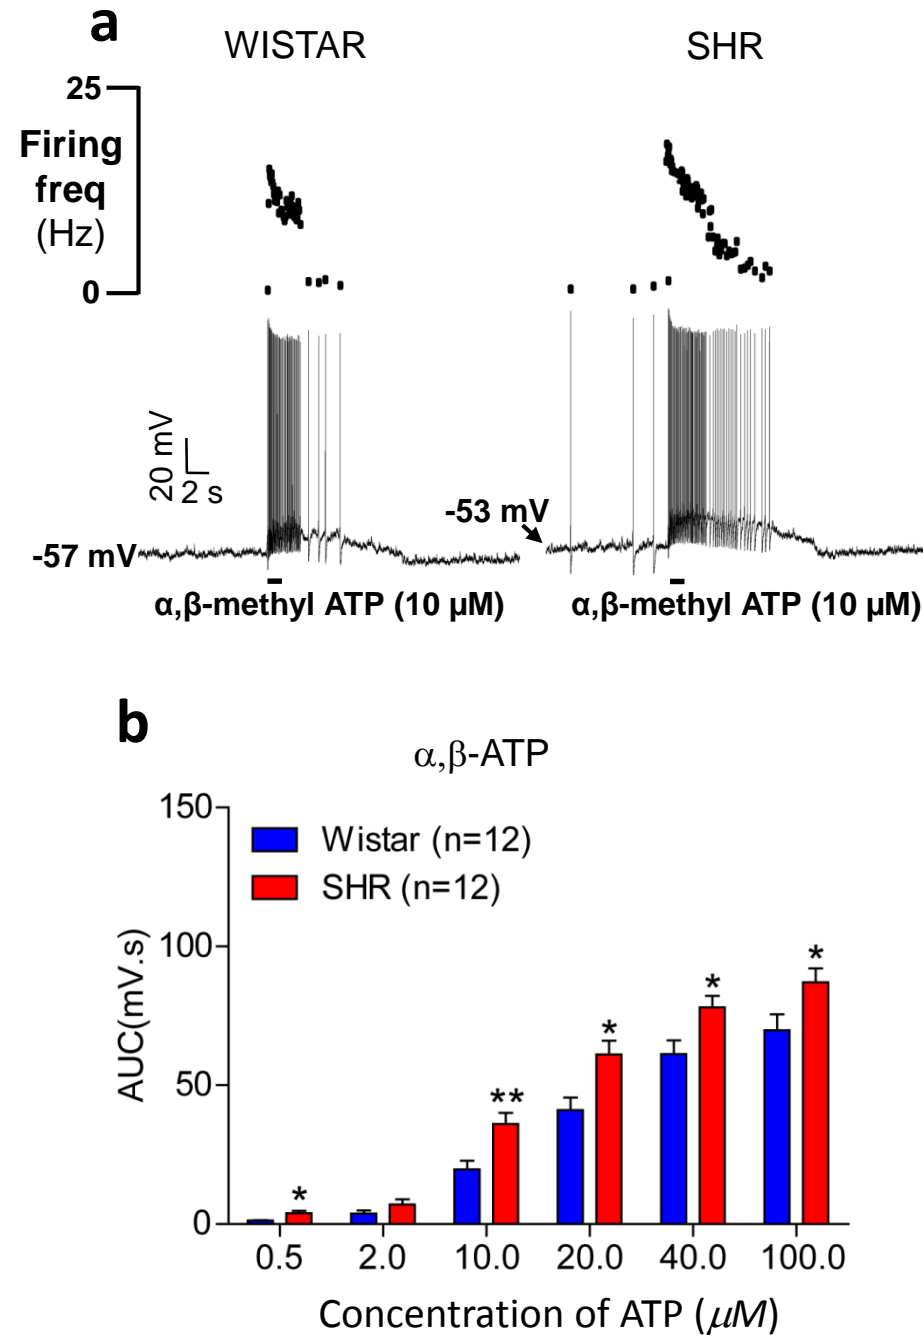 a
WISTAR
SHR
25
Firing
freq
(Hz)
0
20 mV
2 s
-57 mV
-53 mV
α,β-methyl ATP (10 µM)
α,β-methyl ATP (10 µM)
b
α,β-ATP
150
100
50
0
AUC(mV.s)
Wistar (n=12)
SHR (n=12)
*
**
*
*
*
0.5 2.0 10.0 20.0 40.0 100.0
Concentration of ATP (µM)